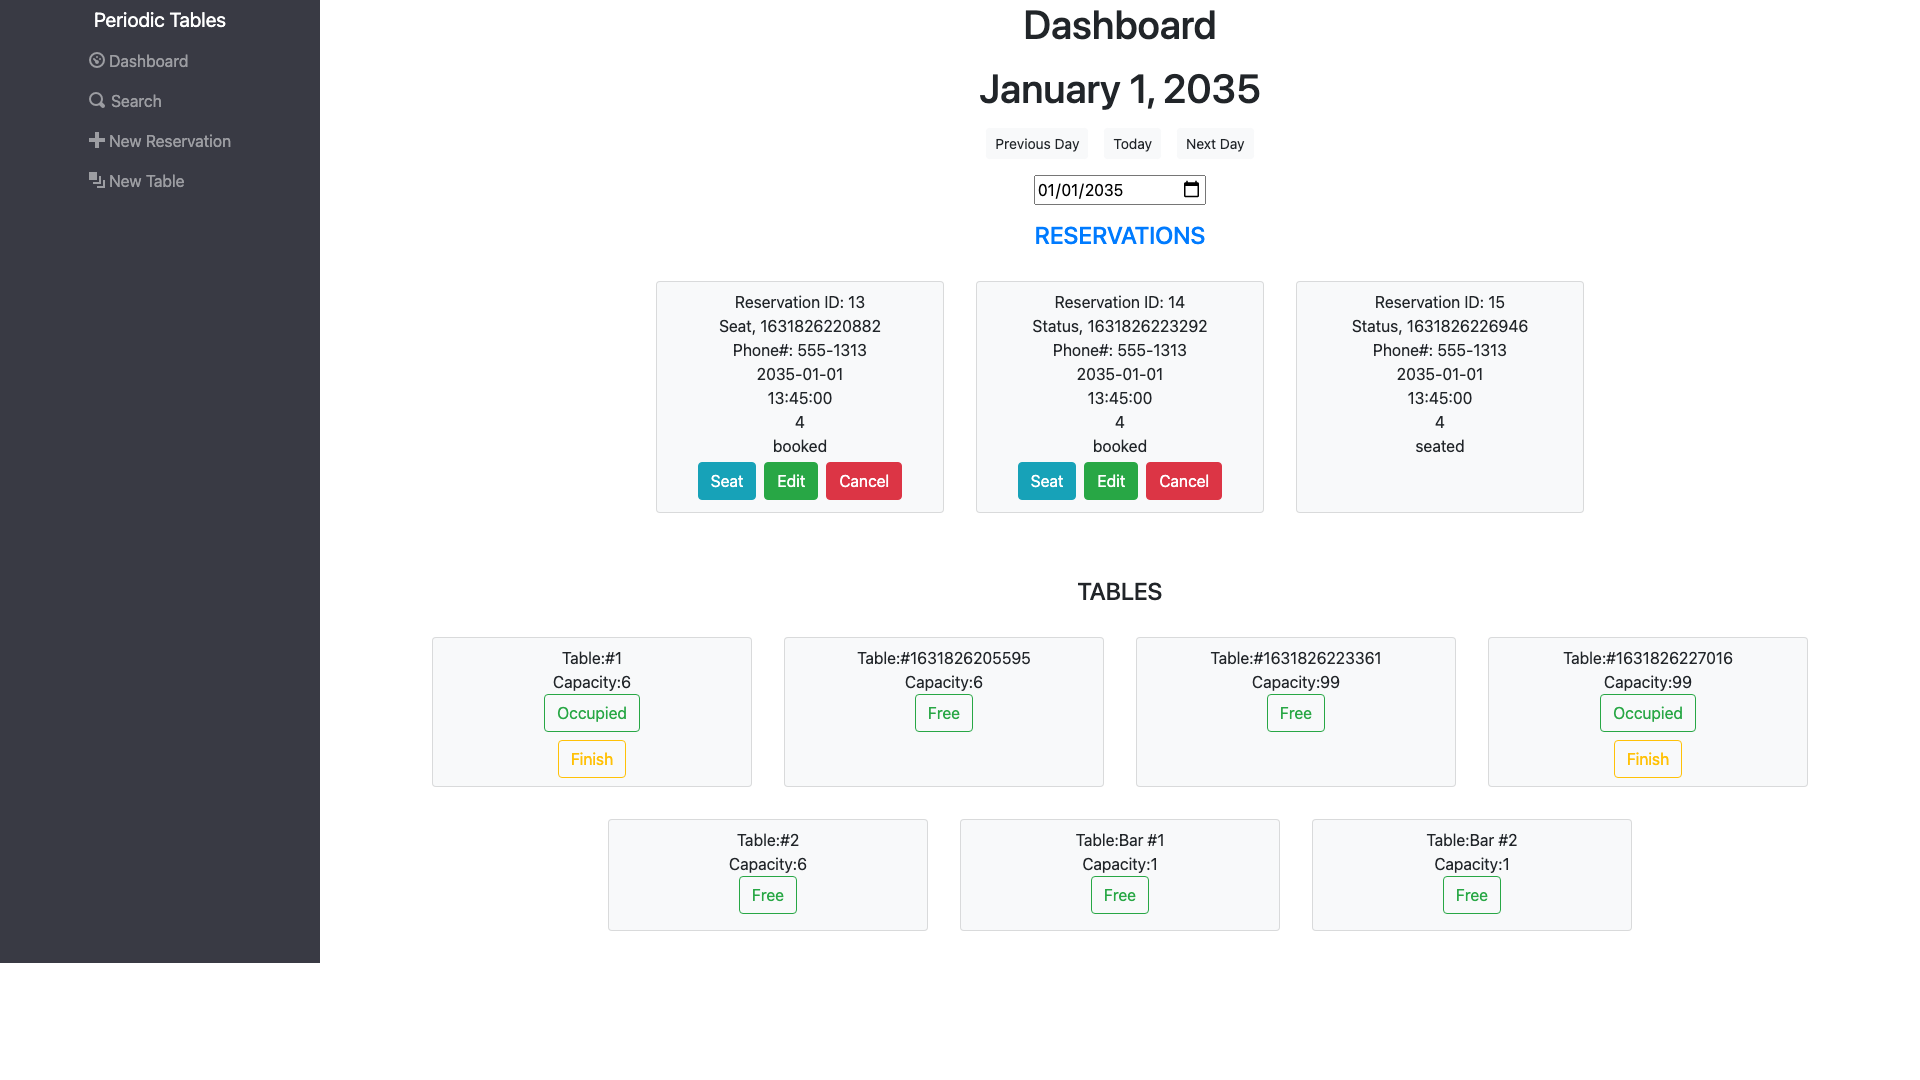 Periodic Tables
Dashboard
Search
New Reservation
New Table
Dashboard
January 1, 2035
Previous Day Today Next Day
01/01/2035
RESERVATIONS
Reservation ID: 13
Seat, 1631826220882
Phone#: 555-1313
2035-01-01
13:45:00
4
booked
Seat Edit Cancel
Reservation ID: 14
Status, 1631826223292
Phone#: 555-1313
2035-01-01
13:45:00
4
booked
Seat Edit Cancel
Reservation ID: 15
Status, 1631826226946
Phone#: 555-1313
2035-01-01
13:45:00
4
seated
TABLES
Table:#1
Capacity:6
Occupied
Finish
Table:#1631826205595
Capacity:6
Free
Table:#1631826223361
Capacity:99
Free
Table:#1631826227016
Capacity:99
Occupied
Finish
Table:#2
Capacity:6
Free
Table:Bar #1
Capacity:1
Free
Table:Bar #2
Capacity:1
Free